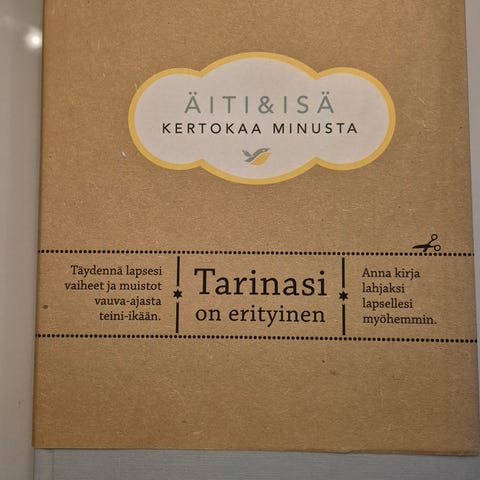 ÄITI&ISÄ
KERTOKAA MINUSTA
Täydennä lapsesi
vaiheet ja muistot
vauva-ajasta
teini-ikään.
Tarinasi
on erityinen
Anna kirja
lahjaksi
lapsellesi
myöhemmin.